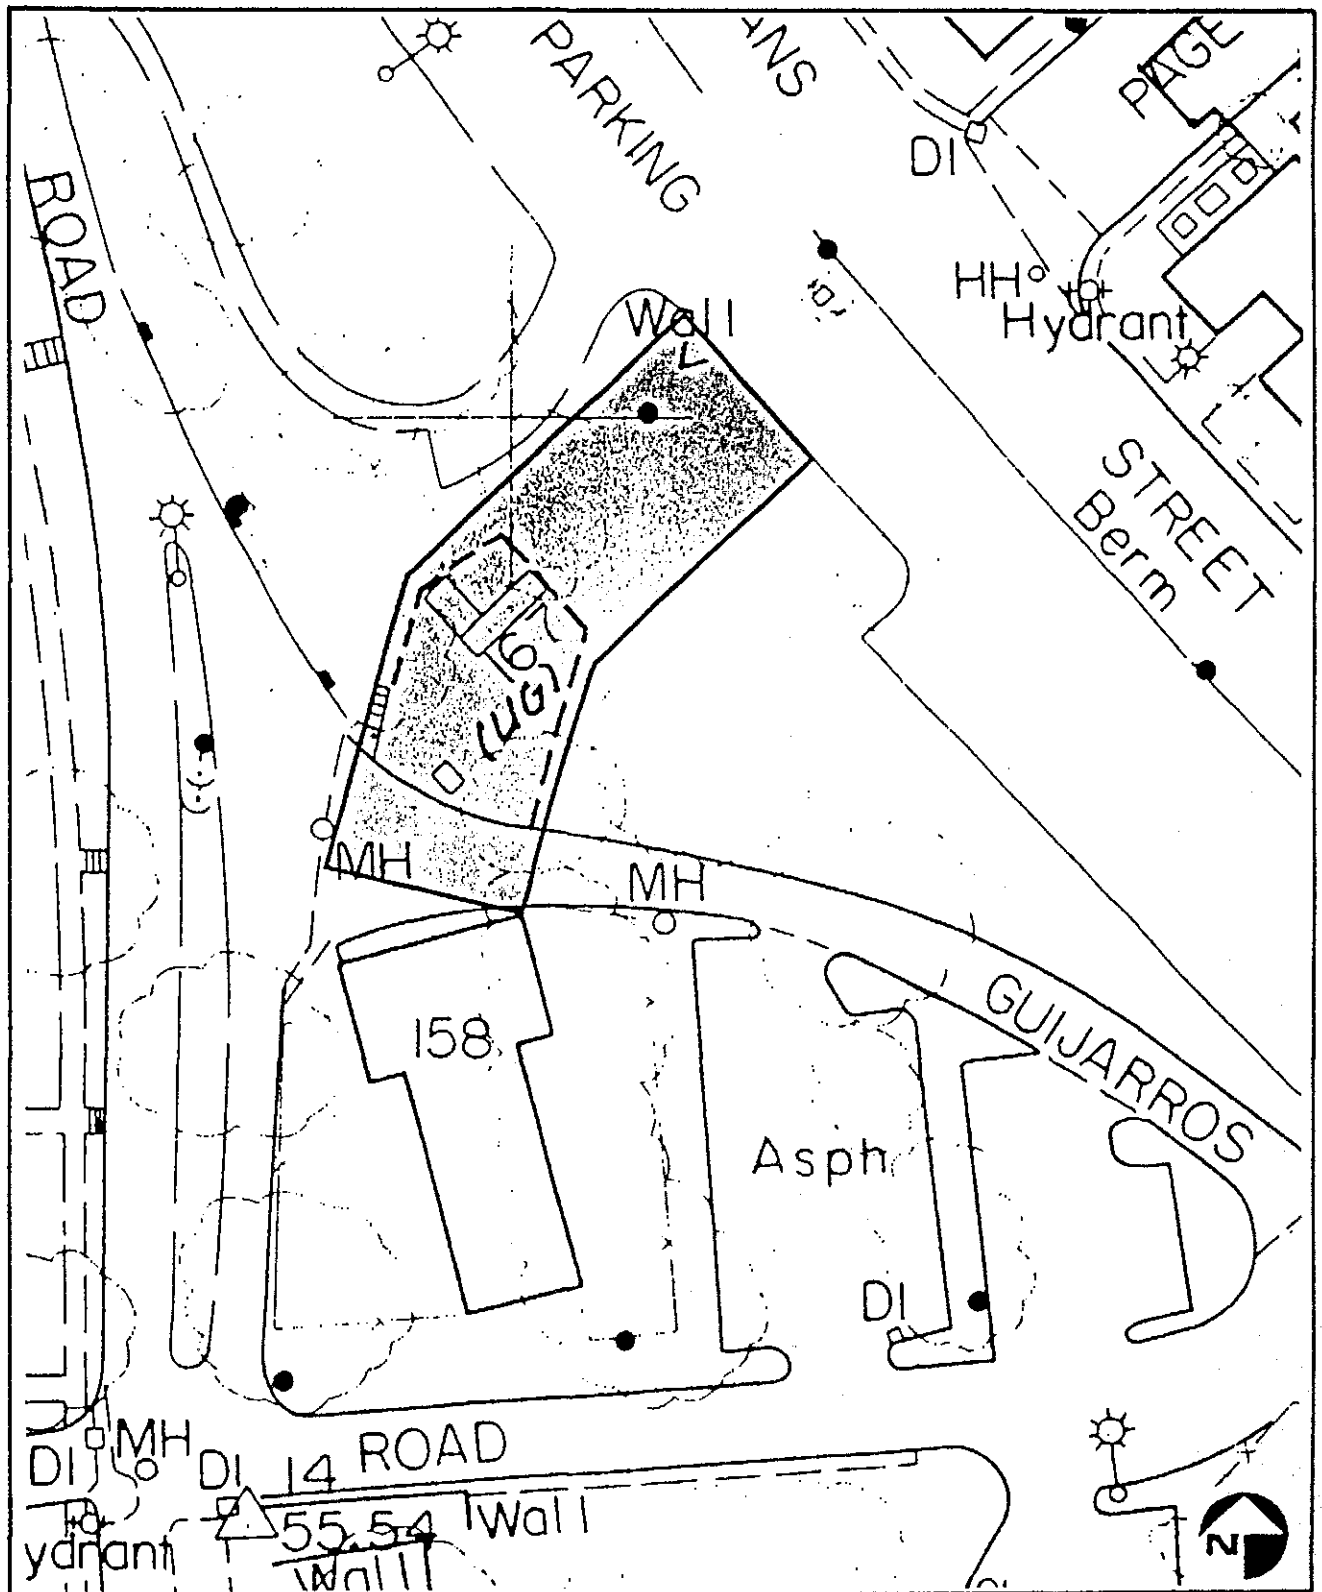 PARKING
ANS
PAGE
DI
ROAD
HH
Hydrant
Wall
STREET
Berm
(UG)
MH
MH
GUIJARROS
158
Asph
DI
ROAD
MH
DI
DI
14
55.54
Wall
ydrant
Wall
N